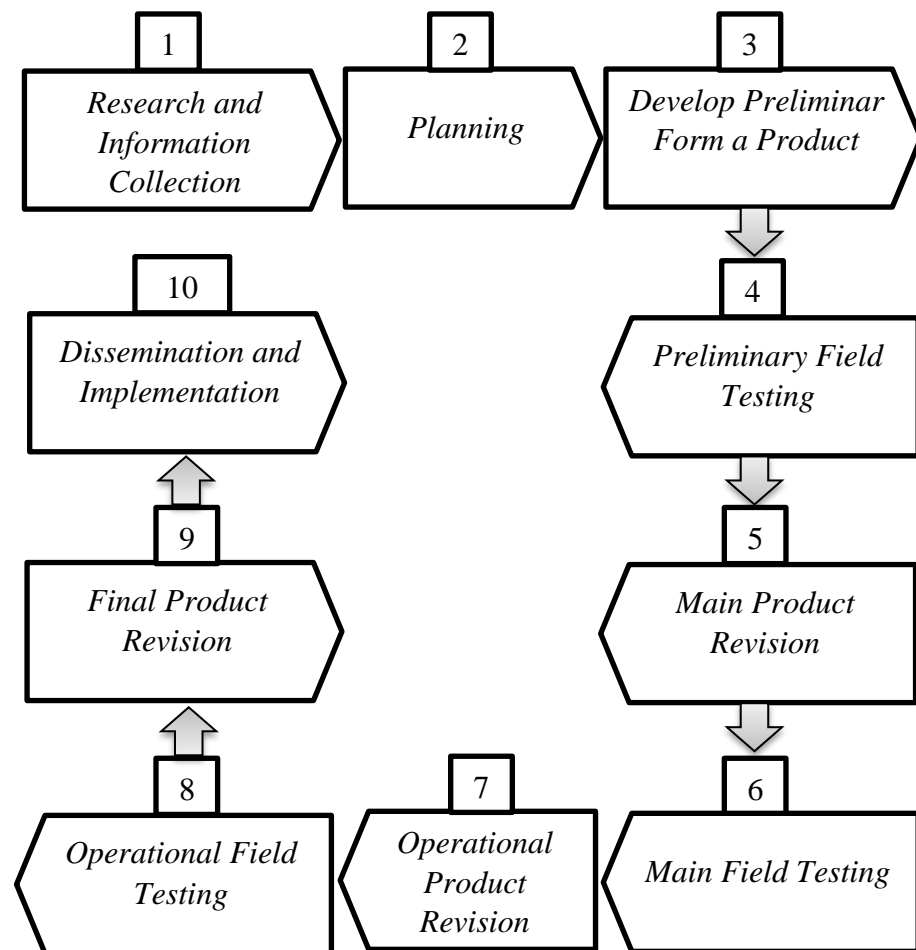 1
Research and
Information
Collection
2
Planning
3
Develop Preliminar
Form a Product
4
Preliminary Field
Testing
5
Main Product
Revision
6
Main Field Testing
7
Operational
Product
Revision
8
Operational Field
Testing
9
Final Product
Revision
10
Dissemination and
Implementation